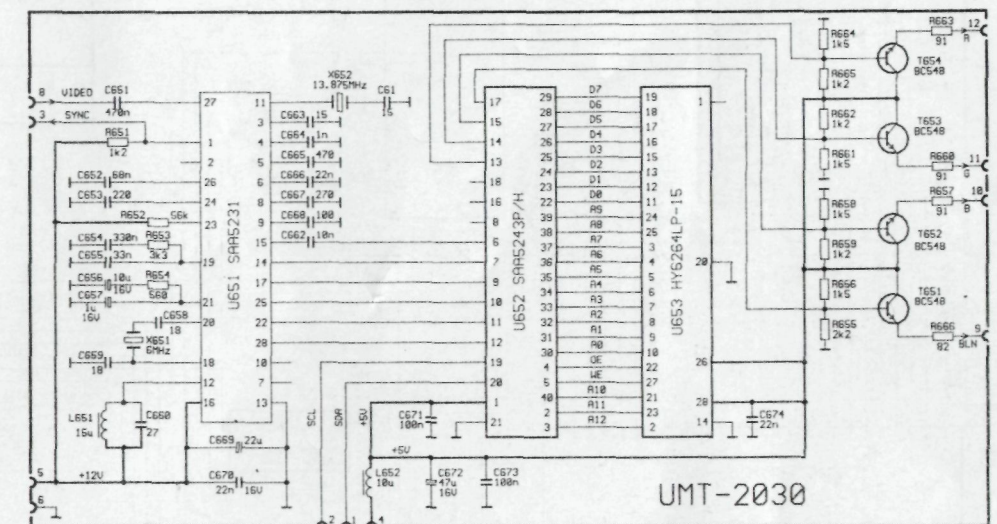 8 VIDEO C651 470n
3 SYNC
R651 1k2
C652 68n
C653 220
R652 56k
C654 330n R653 3k3
C655 33n
C656 10u 16V R654 560
C657 1u 16V
C658 18
X651 6MHz
C659 18
L651 15u
C660 27
5 +12V
6
C669 22u
C670 22n 16V
27
1
2
26
24
23
19
21
20
18
12
16
U651 SAA5231
11
3
4
5
6
8
9
15
14
17
25
22
28
10
7
13
X652 13.875MHz
C61 15
C663 15
C664 1n
C665 470
C666 22n
C667 270
C668 100
C662 10n
SCL
SDA
+5V
2
1
4
L652 10u
C671 100n
+5V
C672 47u 16V
C673 100n
17
15
14
13
18
16
8
6
7
9
10
11
12
19
20
1
21
U652 SAA5243P/H
29 D7 19
28 D6 18
27 D5 17
26 D4 16
25 D3 15
24 D2 13
23 D1 12
22 D0 11
39 A9 24
38 A8 25
37 A7 3
36 A6 4
35 A5 5
34 A4 6
33 A3 7
32 A2 8
31 A1 9
30 A0 10
4 OE 22
5 WE 27
40 A10 21
2 A11 23
3 A12 2
U653 HY6264LP-15
1
20
26
28
14
C674 22n
R664 1k5
R665 1k2
R662 1k2
R661 1k5
R658 1k5
R659 1k2
R656 1k5
R655 2k2
R663 91 12 R
T654 BC548
T653 BC548
R660 91 11 G
R657 91 10 B
T652 BC548
T651 BC548
R666 82 9 BLN
UMT-2030